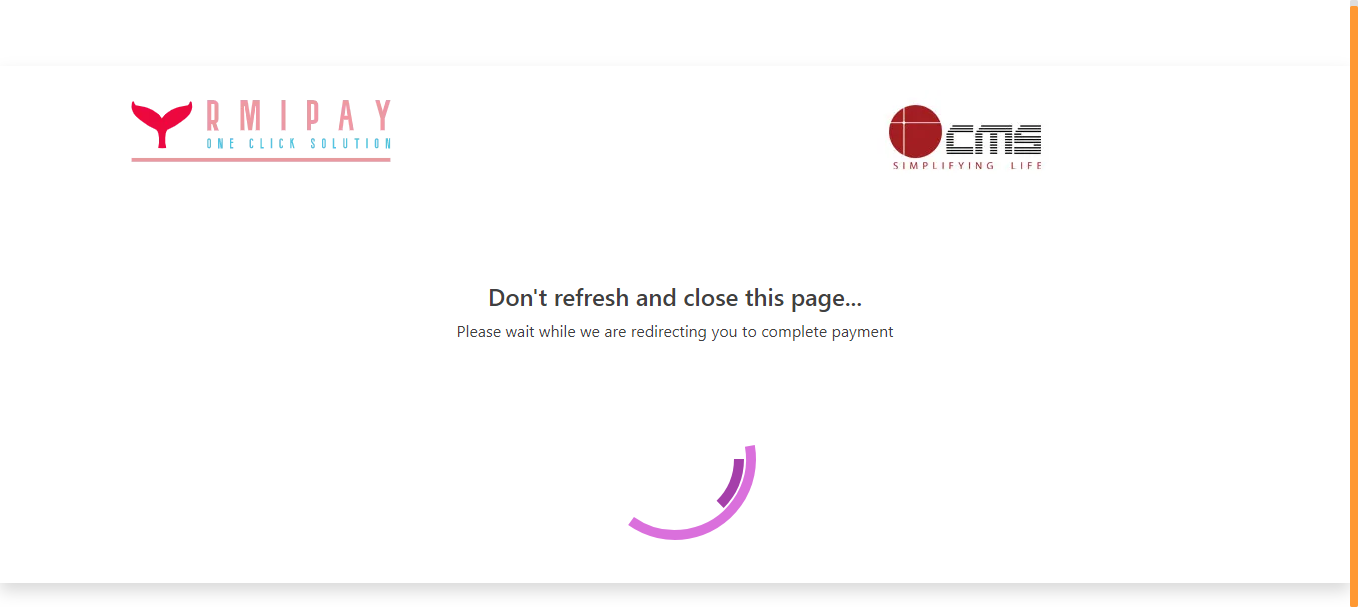 RMIPAY
ONE CLICK SOLUTION
CMS
SIMPLIFYING LIFE
Don't refresh and close this page...
Please wait while we are redirecting you to complete payment